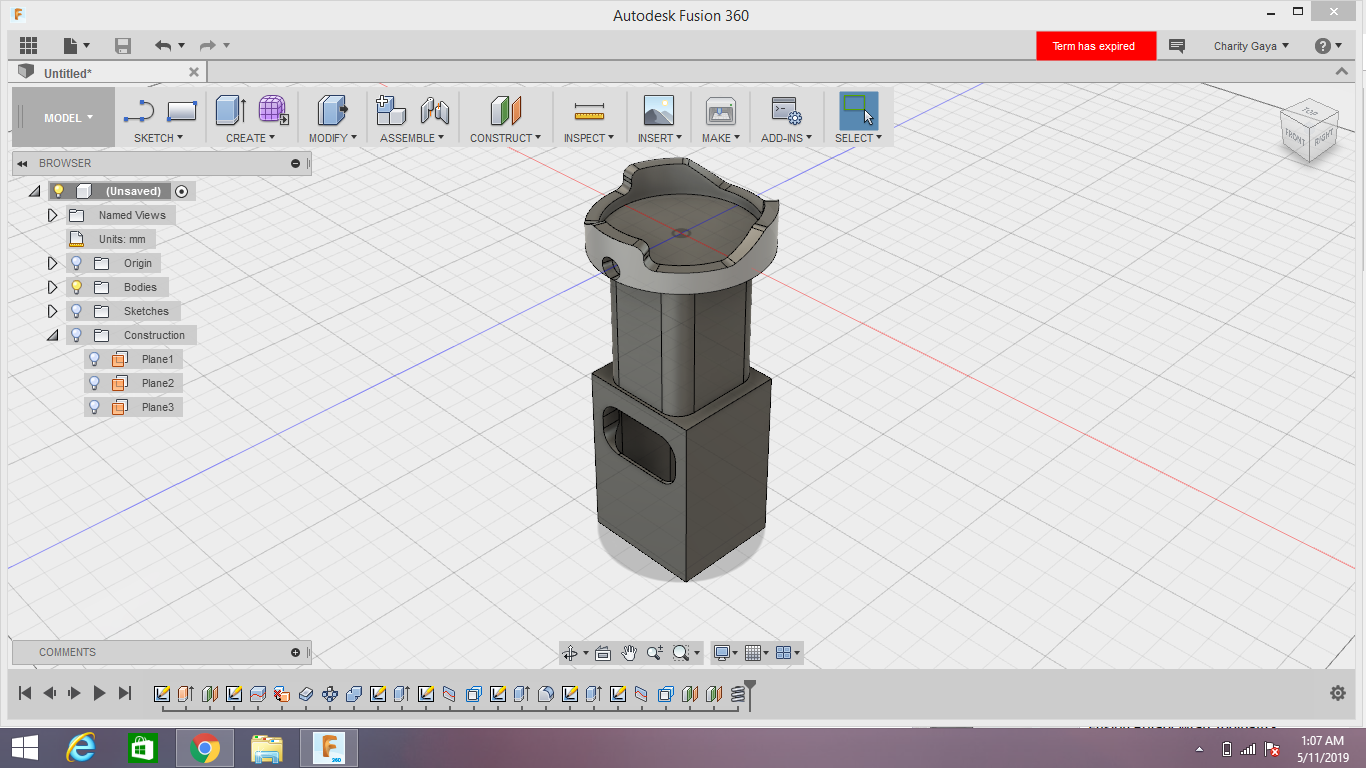 Autodesk Fusion 360
Term has expired
Charity Gaya
Untitled*
MODEL
SKETCH
CREATE
MODIFY
ASSEMBLE
CONSTRUCT
INSPECT
INSERT
MAKE
ADD-INS
SELECT
TOP
FRONT
RIGHT
BROWSER
(Unsaved)
Named Views
Units: mm
Origin
Bodies
Sketches
Construction
Plane1
Plane2
Plane3
COMMENTS
360
1:07 AM
5/11/2019